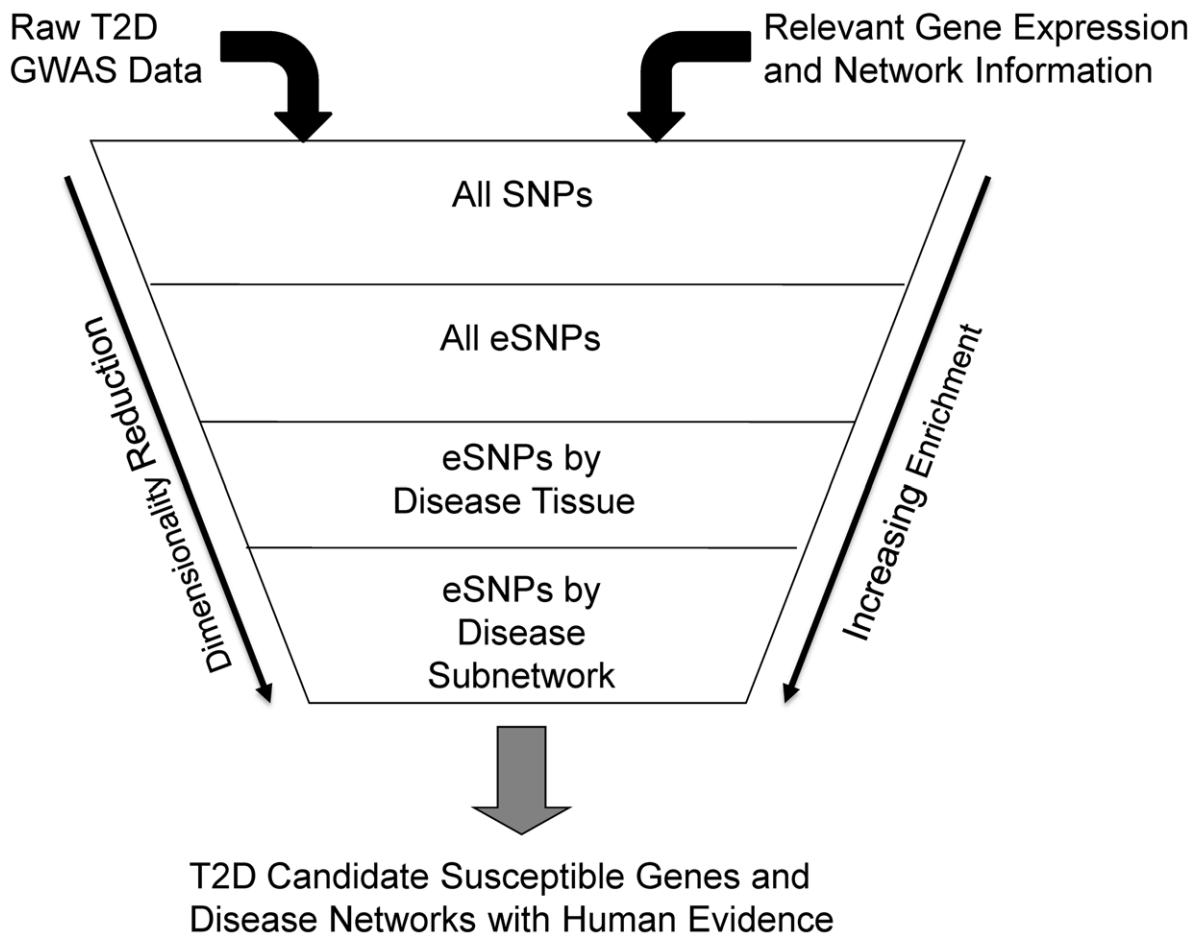 Raw T2D
GWAS Data
Relevant Gene Expression
and Network Information
All SNPs
All eSNPs
eSNPs by
Disease Tissue
eSNPs by
Disease
Subnetwork
Dimensionality Reduction
Increasing Enrichment
T2D Candidate Susceptible Genes and
Disease Networks with Human Evidence